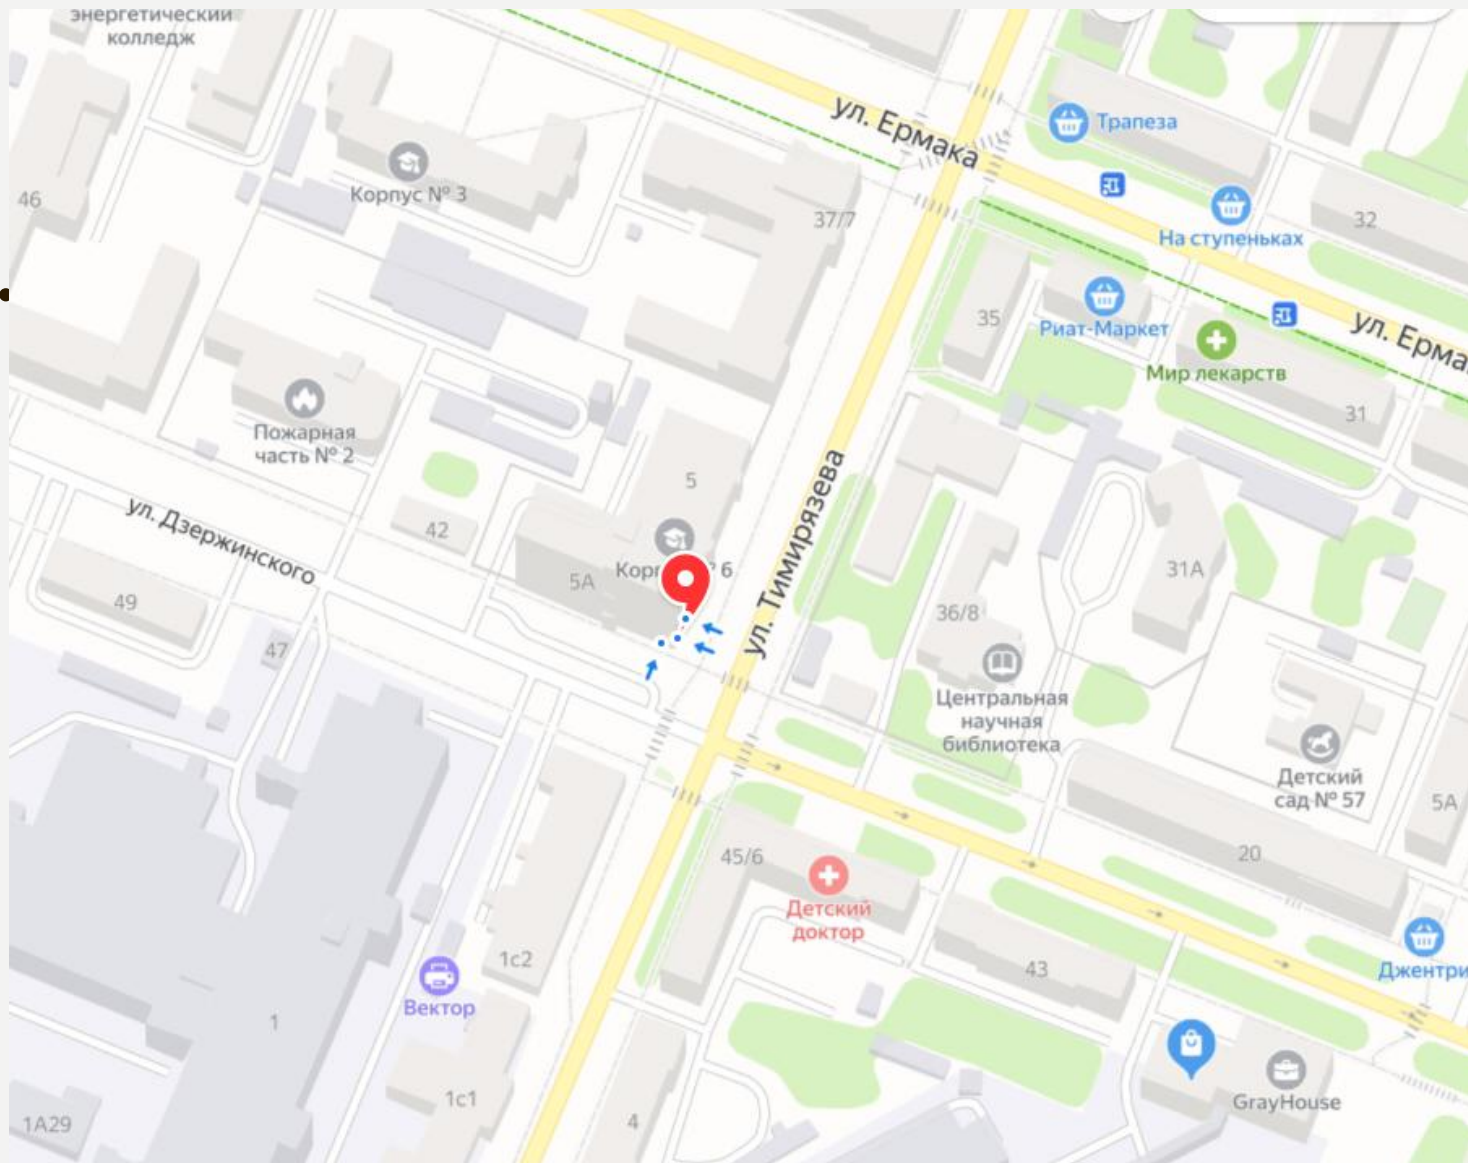 энергетический
колледж
ул. Ермака
Трапеза
Корпус № 3
46
37/7
32
На ступеньках
35
Риат-Маркет
ул. Ерма
Мир лекарств
31
Пожарная
часть № 2
ул. Тимирязева
5
ул. Дзержинского
42
Кор
° 6
5А
31А
49
36/8
47
Центральная
научная
библиотека
Детский
сад № 57
5А
45/6
20
Детский
доктор
1с2
43
Джентри
Вектор
1
GrayHouse
1с1
4
1А29